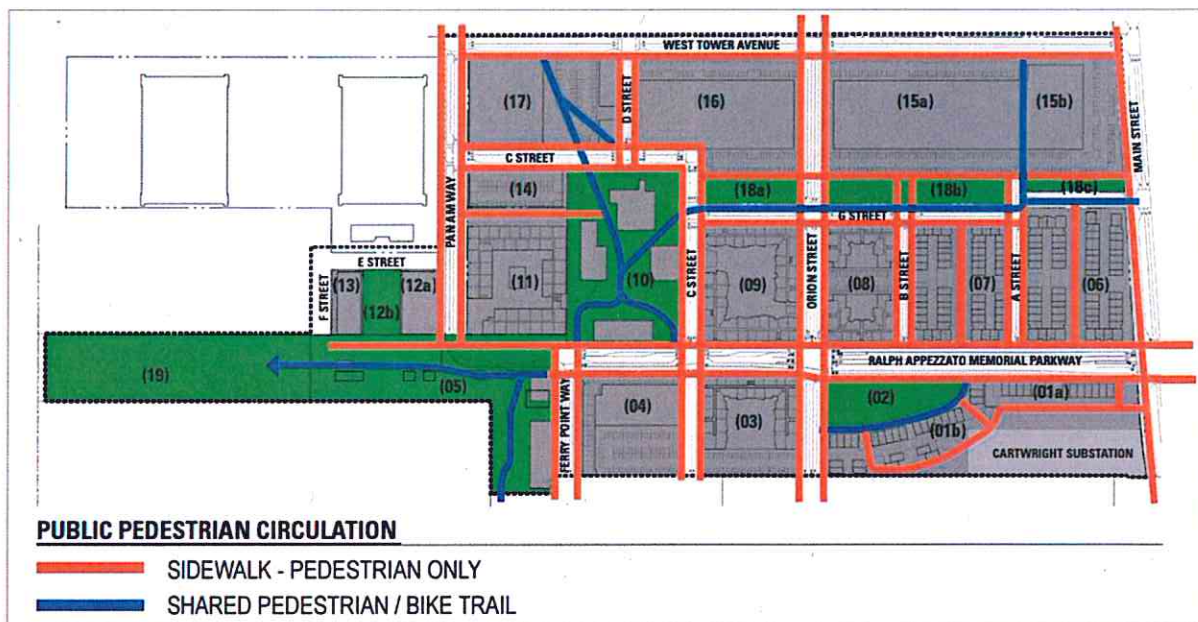 WEST TOWER AVENUE
(17)
D STREET
(16)
(15a)
(15b)
MAIN STREET
C STREET
PAN AM WAY
(14)
(18a)
(18b)
(18c)
G STREET
E STREET
F STREET
(13)
(12b)
(12a)
(11)
(10)
C STREET
(09)
ORION STREET
(08)
B STREET
(07)
A STREET
(06)
RALPH APPEZZATO MEMORIAL PARKWAY
(19)
(05)
FERRY POINT WAY
(04)
(03)
(02)
(01b)
(01a)
CARTWRIGHT SUBSTATION
PUBLIC PEDESTRIAN CIRCULATION
SIDEWALK - PEDESTRIAN ONLY
SHARED PEDESTRIAN / BIKE TRAIL